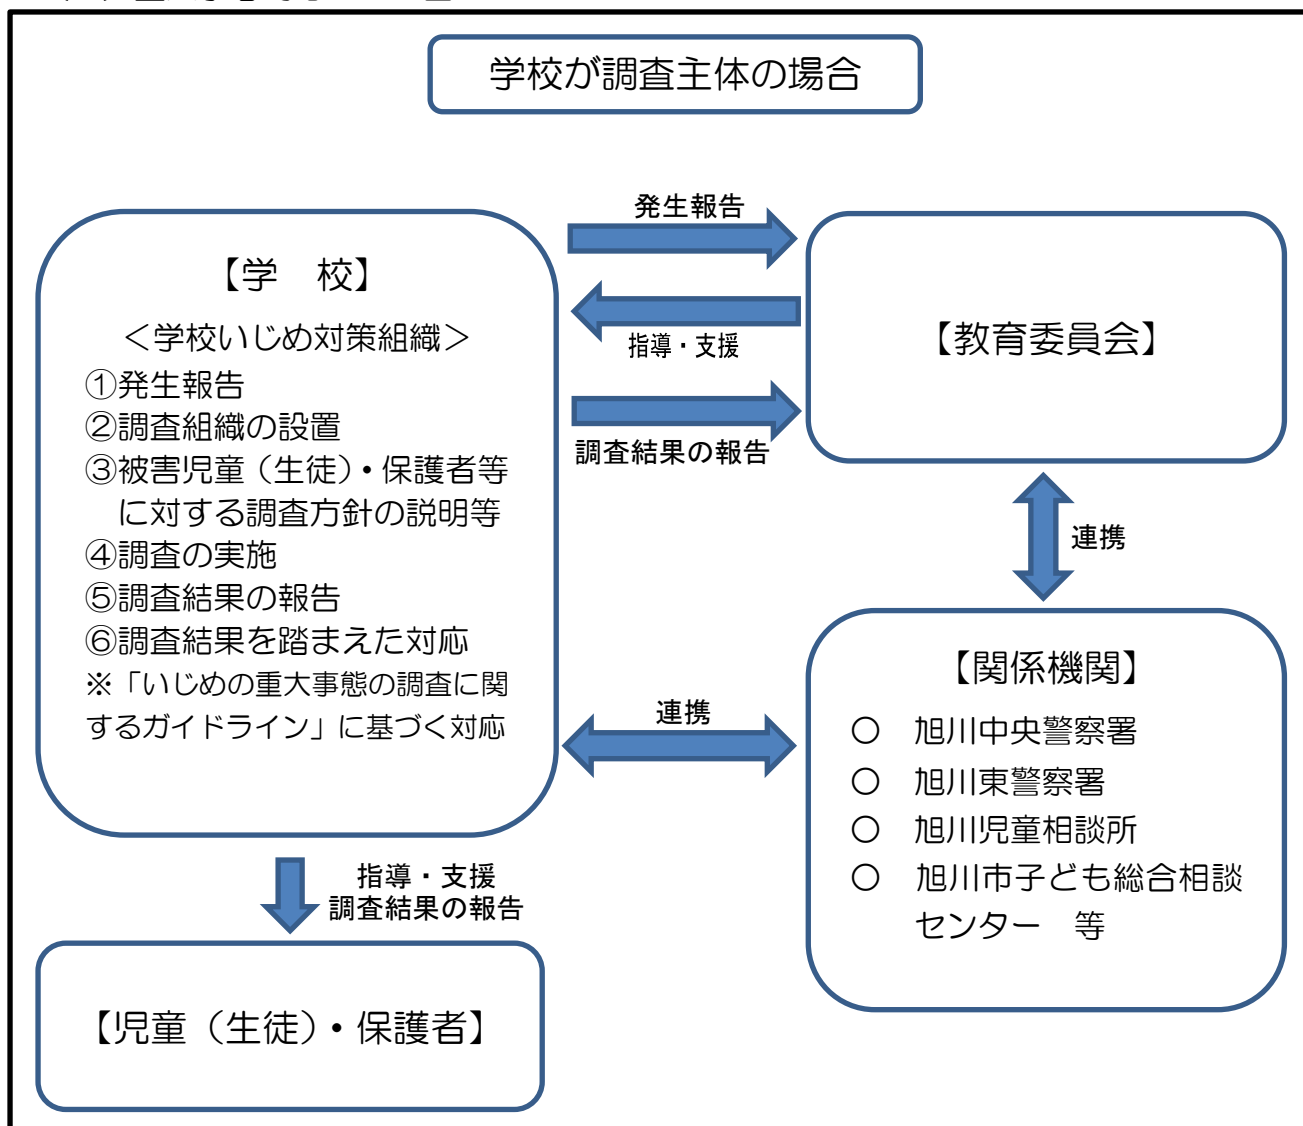 学校が調査主体の場合
【学　校】
＜学校いじめ対策組織＞
①発生報告
②調査組織の設置
③被害児童（生徒）・保護者等
に対する調査方針の説明等
④調査の実施
⑤調査結果の報告
⑥調査結果を踏まえた対応
※「いじめの重大事態の調査に関
するガイドライン」に基づく対応
発生報告
指導・支援
調査結果の報告
【教育委員会】
連携
連携
【関係機関】
○　旭川中央警察署
○　旭川東警察署
○　旭川児童相談所
○　旭川市子ども総合相談
センター　等
指導・支援
調査結果の報告
【児童（生徒）・保護者】